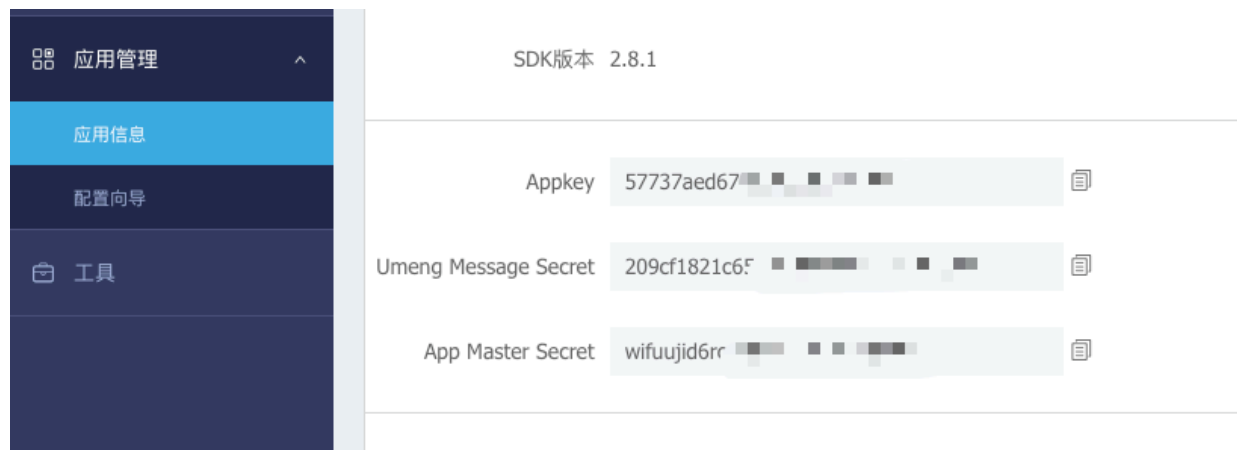 应用管理
应用信息
配置向导
工具
SDK版本 2.8.1
Appkey 57737aed67
Umeng Message Secret 209cf1821c65
App Master Secret wifuujid6r